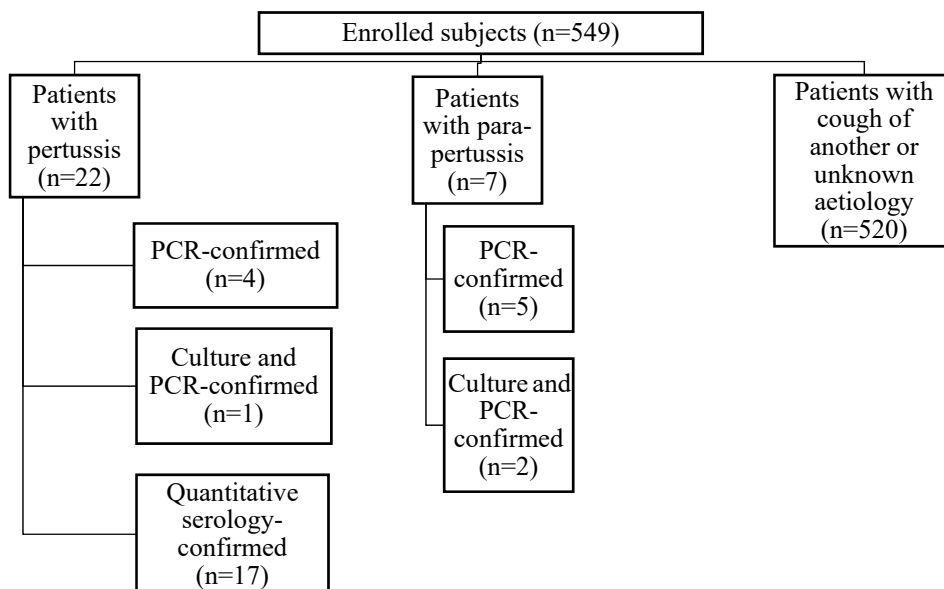 Enrolled subjects (n=549)
Patients
with
pertussis
(n=22)
PCR-confirmed
(n=4)
Culture and
PCR-confirmed
(n=1)
Quantitative
serology-
confirmed
(n=17)
Patients
with para-
pertussis
(n=7)
PCR-
confirmed
(n=5)
Culture and
PCR-
confirmed
(n=2)
Patients with
cough of
another or
unknown
aetiology
(n=520)